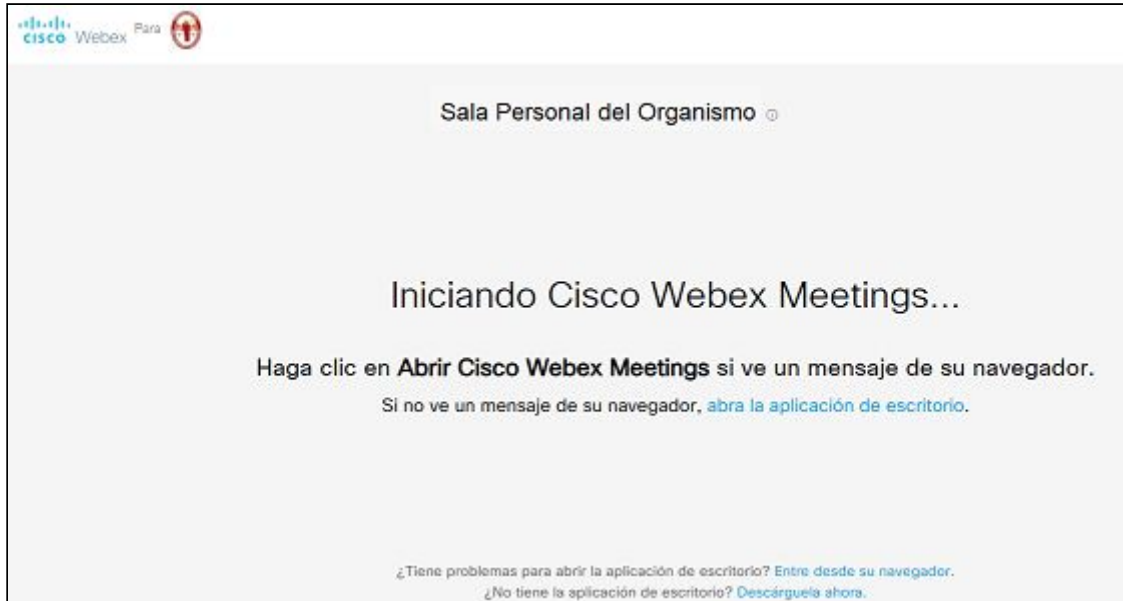 CISCO Webex Para
Sala Personal del Organismo
Iniciando Cisco Webex Meetings...
Haga clic en Abrir Cisco Webex Meetings si ve un mensaje de su navegador.
Si no ve un mensaje de su navegador, abra la aplicación de escritorio.
¿Tiene problemas para abrir la aplicación de escritorio? Entre desde su navegador.
¿No tiene la aplicación de escritorio? Descárguela ahora.